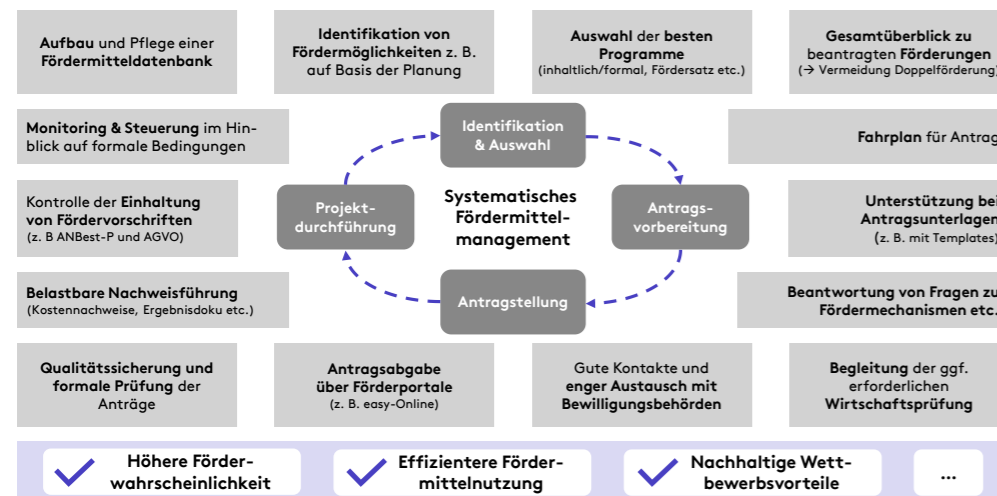 Aufbau und Pflege einer
Fördermitteldatenbank
Identifikation von
Fördermöglichkeiten z. B.
auf Basis der Planung
Auswahl der besten
Programme
(inhaltlich/formal, Fördersatz etc.)
Gesamtüberblick zu
beantragten Förderungen
(→ Vermeidung Doppelförderung)
Monitoring & Steuerung im Hin-
blick auf formale Bedingungen
Identifikation
& Auswahl
Fahrplan für Antrag
Kontrolle der Einhaltung
von Fördervorschriften
(z. B ANBest-P und AGVO)
Projekt-
durchführung
Systematisches
Fördermittel-
management
Antrags-
vorbereitung
Unterstützung bei
Antragsunterlagen
(z. B. mit Templates)
Belastbare Nachweisführung
(Kostennachweise, Ergebnisdoku etc.)
Antragstellung
Beantwortung von Fragen zu
Fördermechanismen etc.
Qualitätssicherung und
formale Prüfung der
Anträge
Antragsabgabe
über Förderportale
(z. B. easy-Online)
Gute Kontakte und
enger Austausch mit
Bewilligungsbehörden
Begleitung der ggf.
erforderlichen
Wirtschaftsprüfung
Höhere Förder-
wahrscheinlichkeit
Effizientere Förder-
mittelnutzung
Nachhaltige Wett-
bewerbsvorteile
...